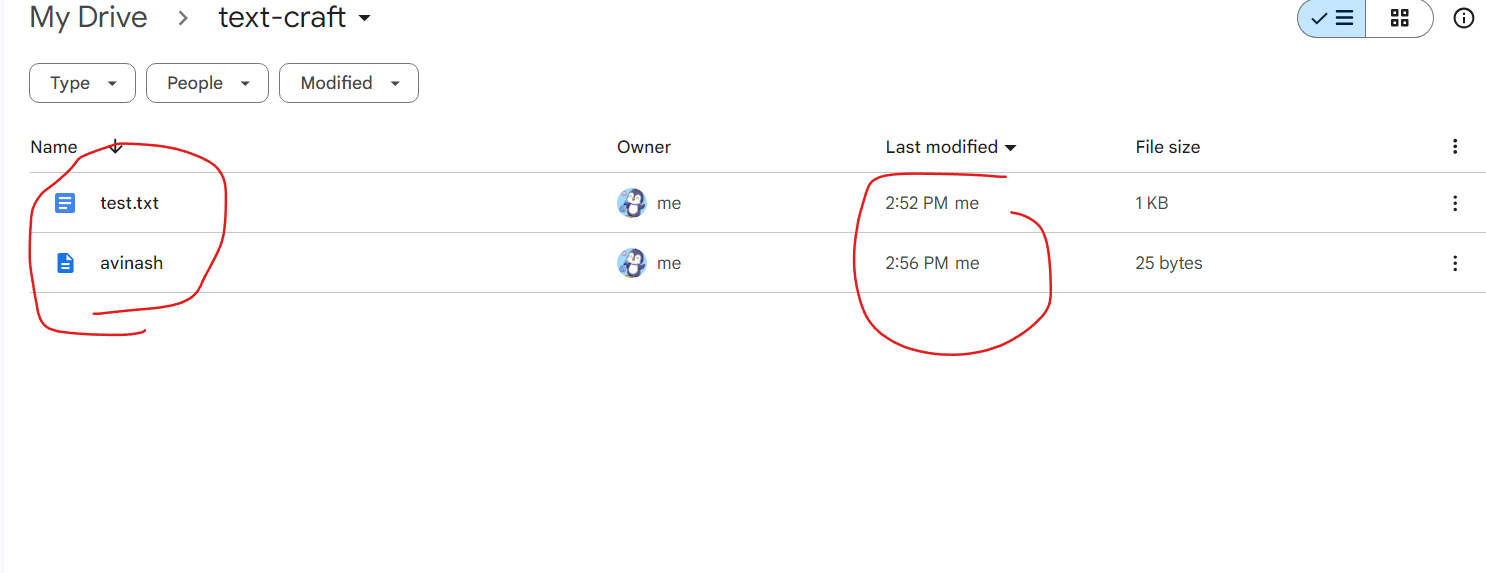 My Drive > text-craft
Type People Modified
Name Owner Last modified File size
test.txt me 2:52 PM me 1 KB
avinash me 2:56 PM me 25 bytes